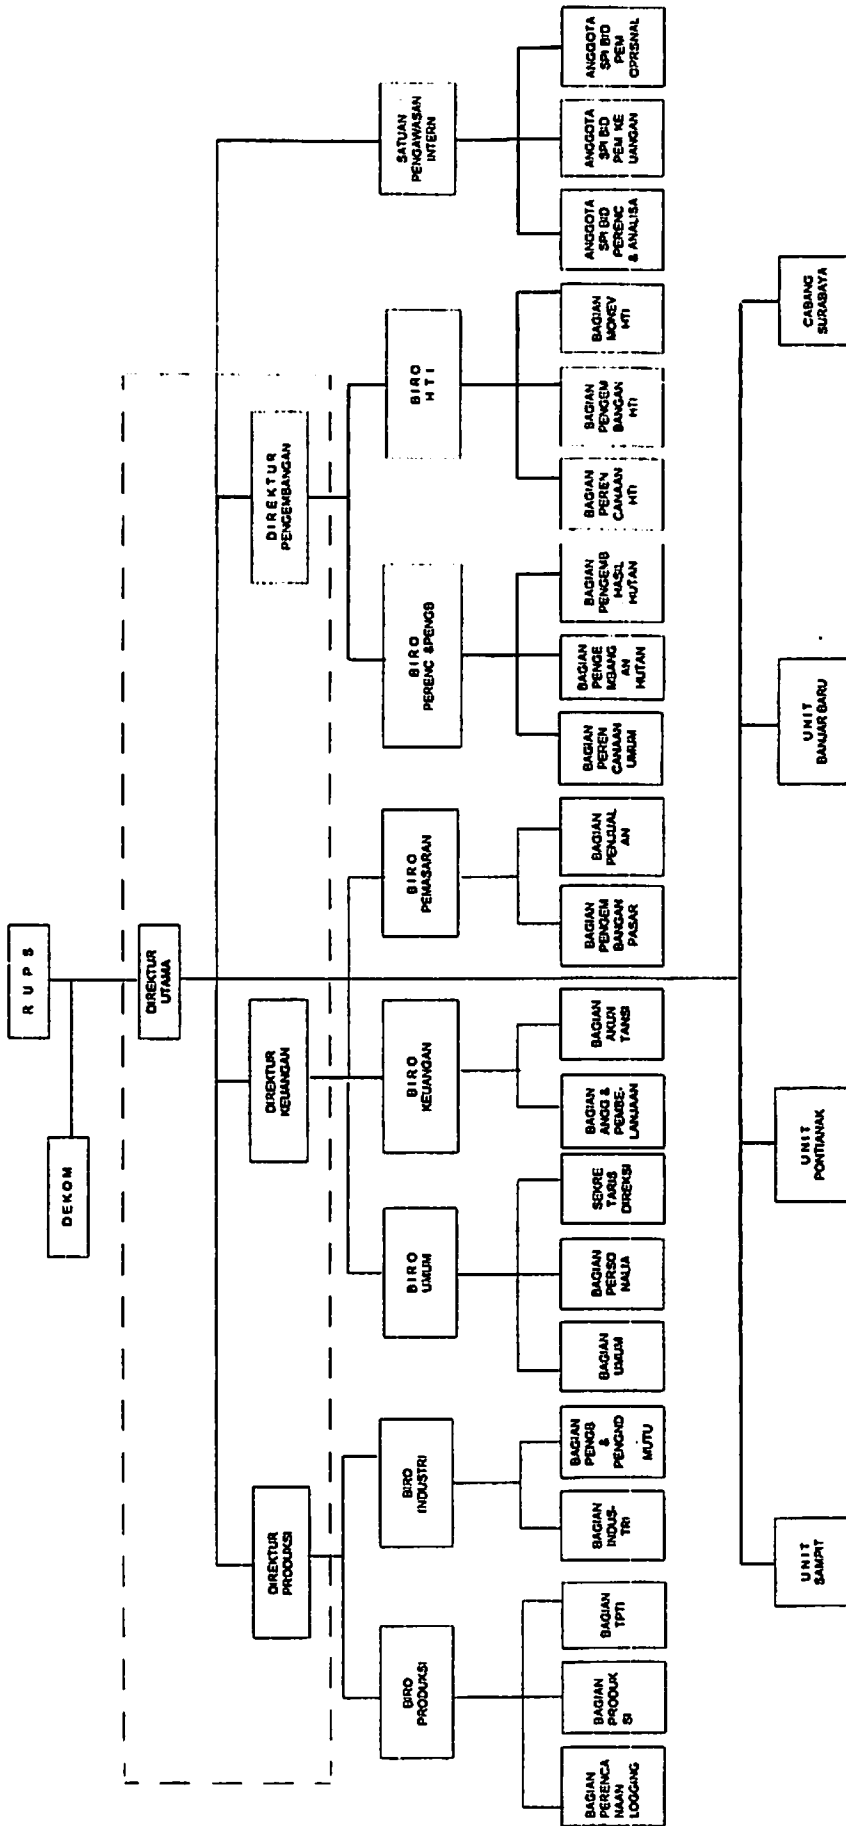 R U P S
DEKOM
DIREKTUR
UTAMA
DIREKTUR
PRODUKSI
DIREKTUR
KEUANGAN
DIREKTUR
PENGEMBANGAN
BIRO
PRODUKSI
BIRO
INDUSTRI
BIRO
UMUM
BIRO
KEUANGAN
BIRO
PEMASARAN
BIRO
PERENC &PENGB
BIRO
HTI
SATUAN
PENGAWASAN
INTERN
BAGIAN
PERENCA
NAAN
LOGGING
BAGIAN
PRODUK
SI
BAGIAN
TPTI
BAGIAN
INDUS-
TRI
BAGIAN
PENGB
&
PENGND
MUTU
BAGIAN
UMUM
BAGIAN
PERSO
NALIA
SEKRE
TARIS
DIREKSI
BAGIAN
ANGG &
PEMBE-
LANJAAN
BAGIAN
AKUN
TANSI
BAGIAN
PENGEM
BANGAN
PASAR
BAGIAN
PENJUAL
AN
BAGIAN
PEREN
CANAAN
UMUM
BAGIAN
PENGE
MBANG
AN
HUTAN
BAGIAN
PENGEMB
HASIL
HUTAN
BAGIAN
PEREN
CANAAN
HTI
BAGIAN
PENGEM
BANGAN
HTI
BAGIAN
MONEV
HTI
ANGGOTA
SPI BID
PERENC
& ANALISA
ANGGOTA
SPI BID
PEM KE
UANGAN
ANGGOTA
SPI BID
PEM
OPRSNAL
UNIT
SAMPIT
UNIT
PONTIANAK
UNIT
BANJAR BARU
CABANG
SURABAYA